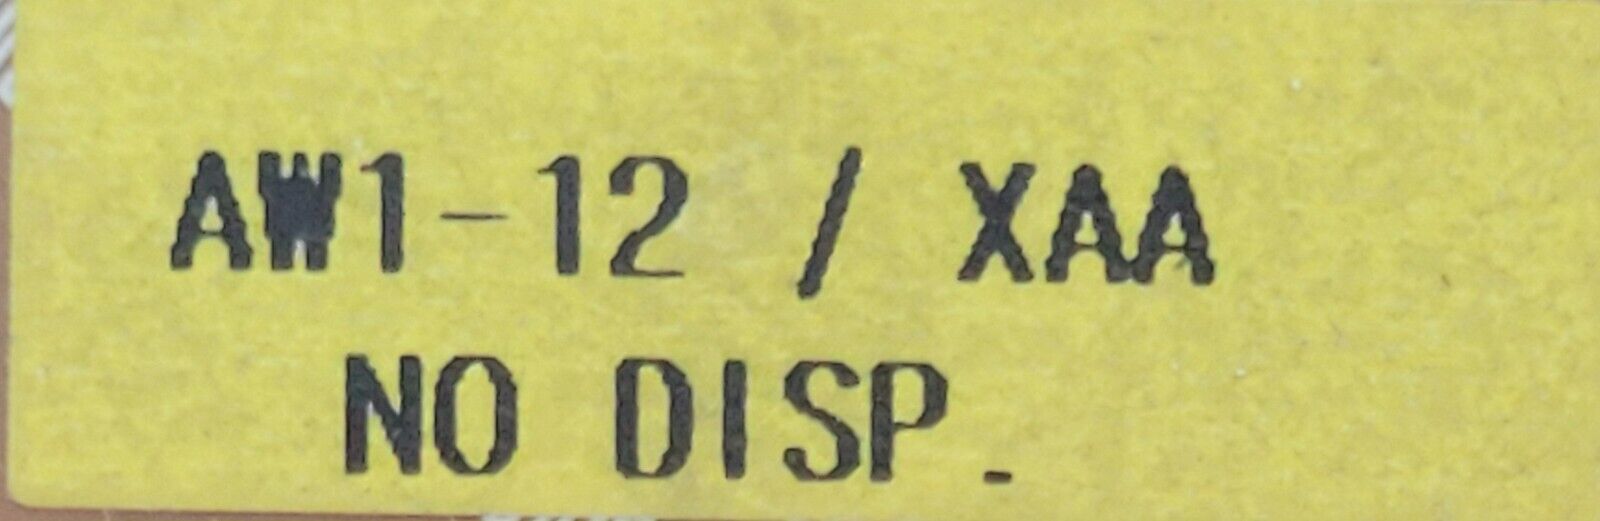 AW1-12 / XAA
NO DISP.